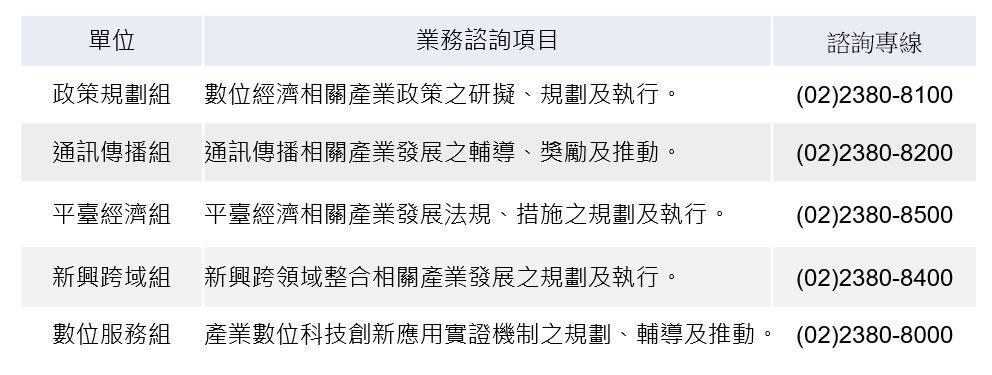 單位 業務諮詢項目 諮詢專線
政策規劃組 數位經濟相關產業政策之研擬、規劃及執行。 (02)2380-8100
通訊傳播組 通訊傳播相關產業發展之輔導、獎勵及推動。 (02)2380-8200
平臺經濟組 平臺經濟相關產業發展法規、措施之規劃及執行。 (02)2380-8500
新興跨域組 新興跨領域整合相關產業發展之規劃及執行。 (02)2380-8400
數位服務組 產業數位科技創新應用實證機制之規劃、輔導及推動。 (02)2380-8000